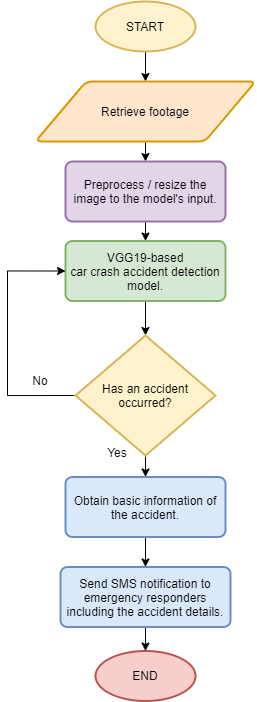 START
Retrieve footage
Preprocess / resize the
image to the model's input.
VGG19-based
car crash accident detection
model.
Has an accident
occurred?
No
Yes
Obtain basic information of
the accident.
Send SMS notification to
emergency responders
including the accident details.
END